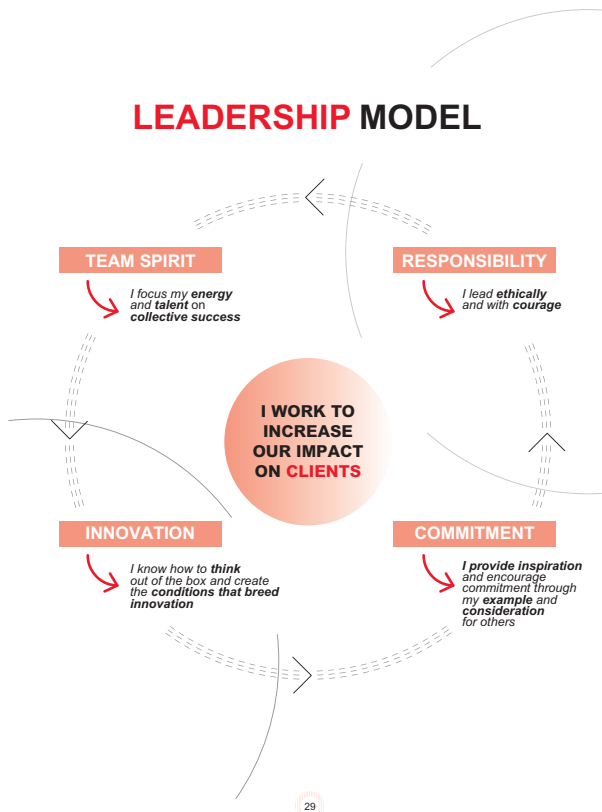 LEADERSHIP MODEL
TEAM SPIRIT
I focus my energy
and talent on
collective success
RESPONSIBILITY
I lead ethically
and with courage
I WORK TO
INCREASE
OUR IMPACT
ON CLIENTS
INNOVATION
I know how to think
out of the box and create
the conditions that breed
innovation
COMMITMENT
I provide inspiration
and encourage
commitment through
my example and
consideration
for others
29